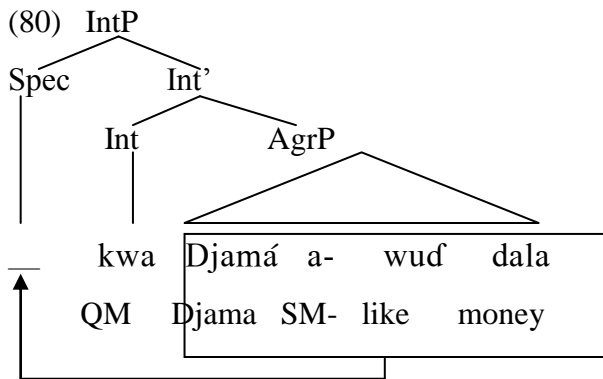 (80) IntP
Spec Int’
Int AgrP
kwa Djamá a- wuɗ dala
QM Djama SM- like money